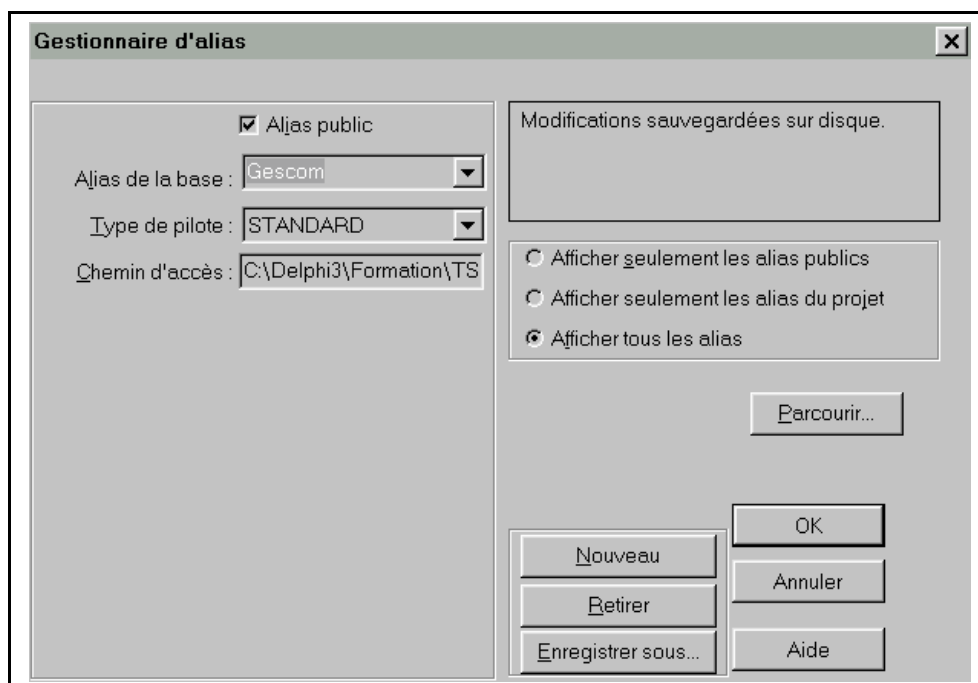 Gestionnaire d'alias
Alias public
Alias de la base :
Gescom
Type de pilote :
STANDARD
Chemin d'accès :
C:\Delphi3\Formation\TS
Modifications sauvegardées sur disque.
Afficher seulement les alias publics
Afficher seulement les alias du projet
Afficher tous les alias
Parcourir...
Nouveau
Retirer
Enregistrer sous...
OK
Annuler
Aide